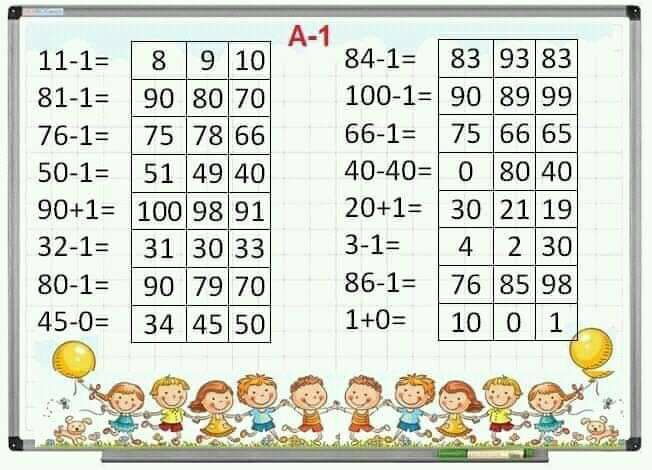 A-1
11-1= 8 9 10
81-1= 90 80 70
76-1= 75 78 66
50-1= 51 49 40
90+1= 100 98 91
32-1= 31 30 33
80-1= 90 79 70
45-0= 34 45 50
84-1= 83 93 83
100-1= 90 89 99
66-1= 75 66 65
40-40= 0 80 40
20+1= 30 21 19
3-1= 4 2 30
86-1= 76 85 98
1+0= 10 0 1